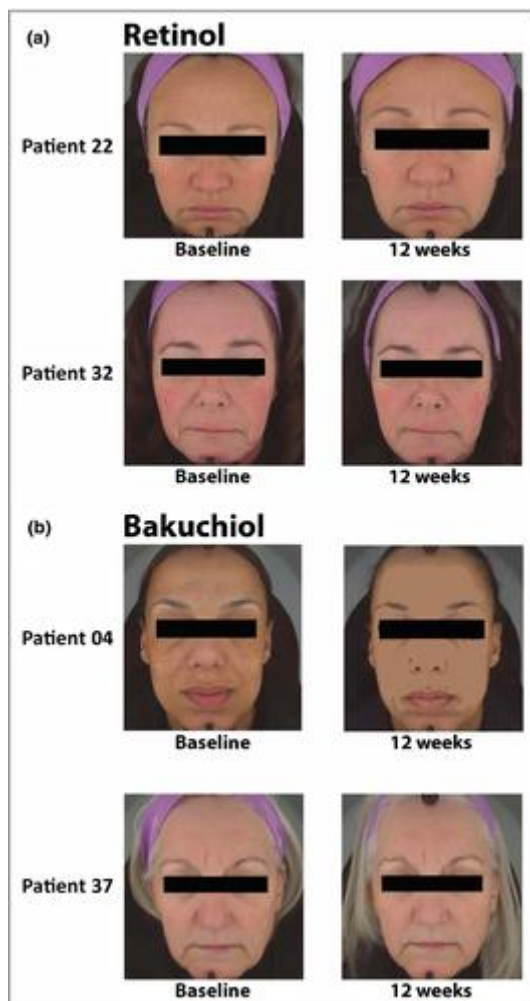 (a) Retinol
Patient 22
Baseline 12 weeks
Patient 32
Baseline 12 weeks
(b) Bakuchiol
Patient 04
Baseline 12 weeks
Patient 37
Baseline 12 weeks